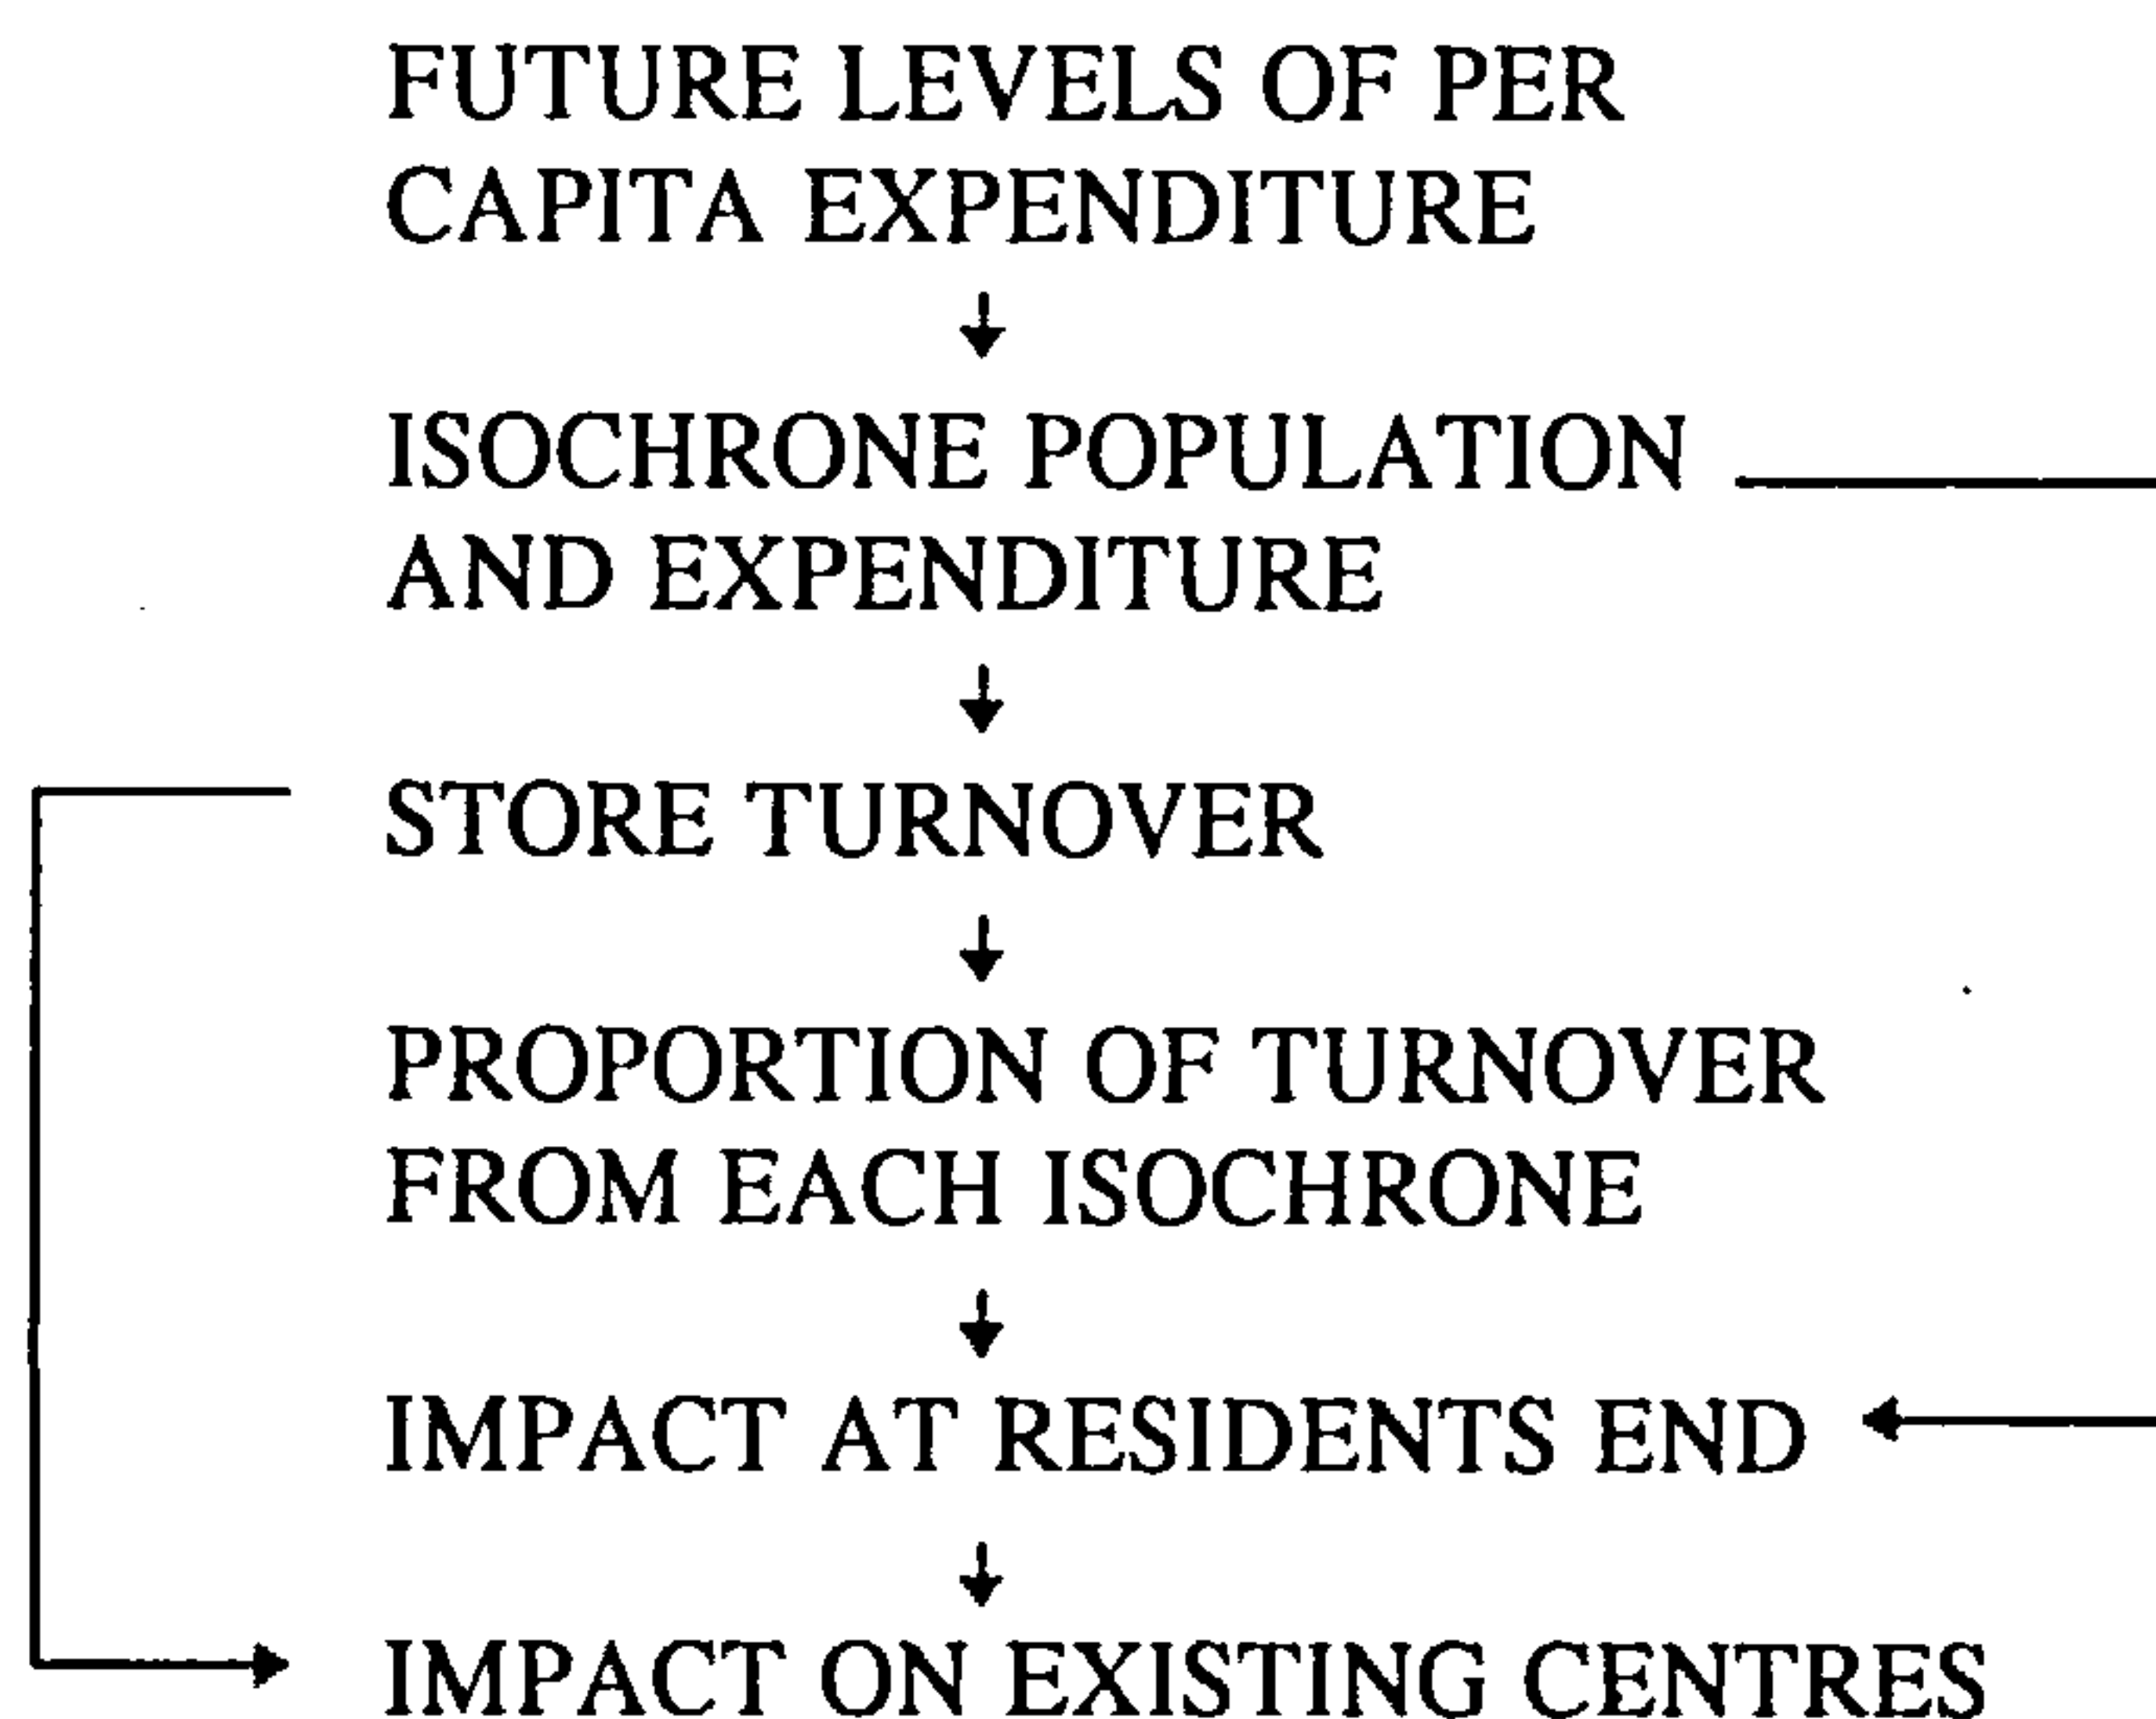 FUTURE LEVELS OF PER
CAPITA EXPENDITURE
ISOCHRONE POPULATION
AND EXPENDITURE
STORE TURNOVER
PROPORTION OF TURNOVER
FROM EACH ISOCHRONE
IMPACT AT RESIDENTS END
IMPACT ON EXISTING CENTRES